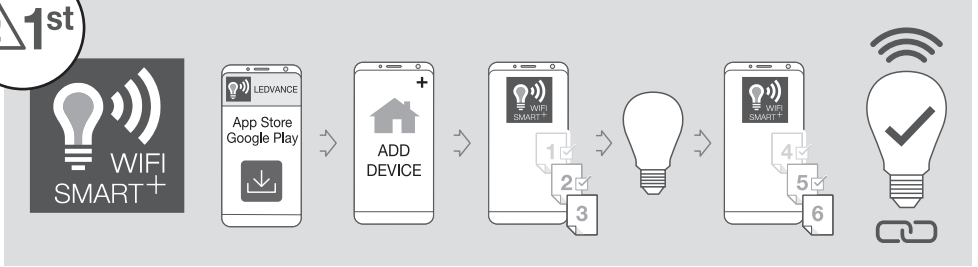 1st
WIFI
SMART+
LEDVANCE
App Store
Google Play
+
ADD
DEVICE
WIFI
SMART+
1
2
3
WIFI
SMART+
4
5
6